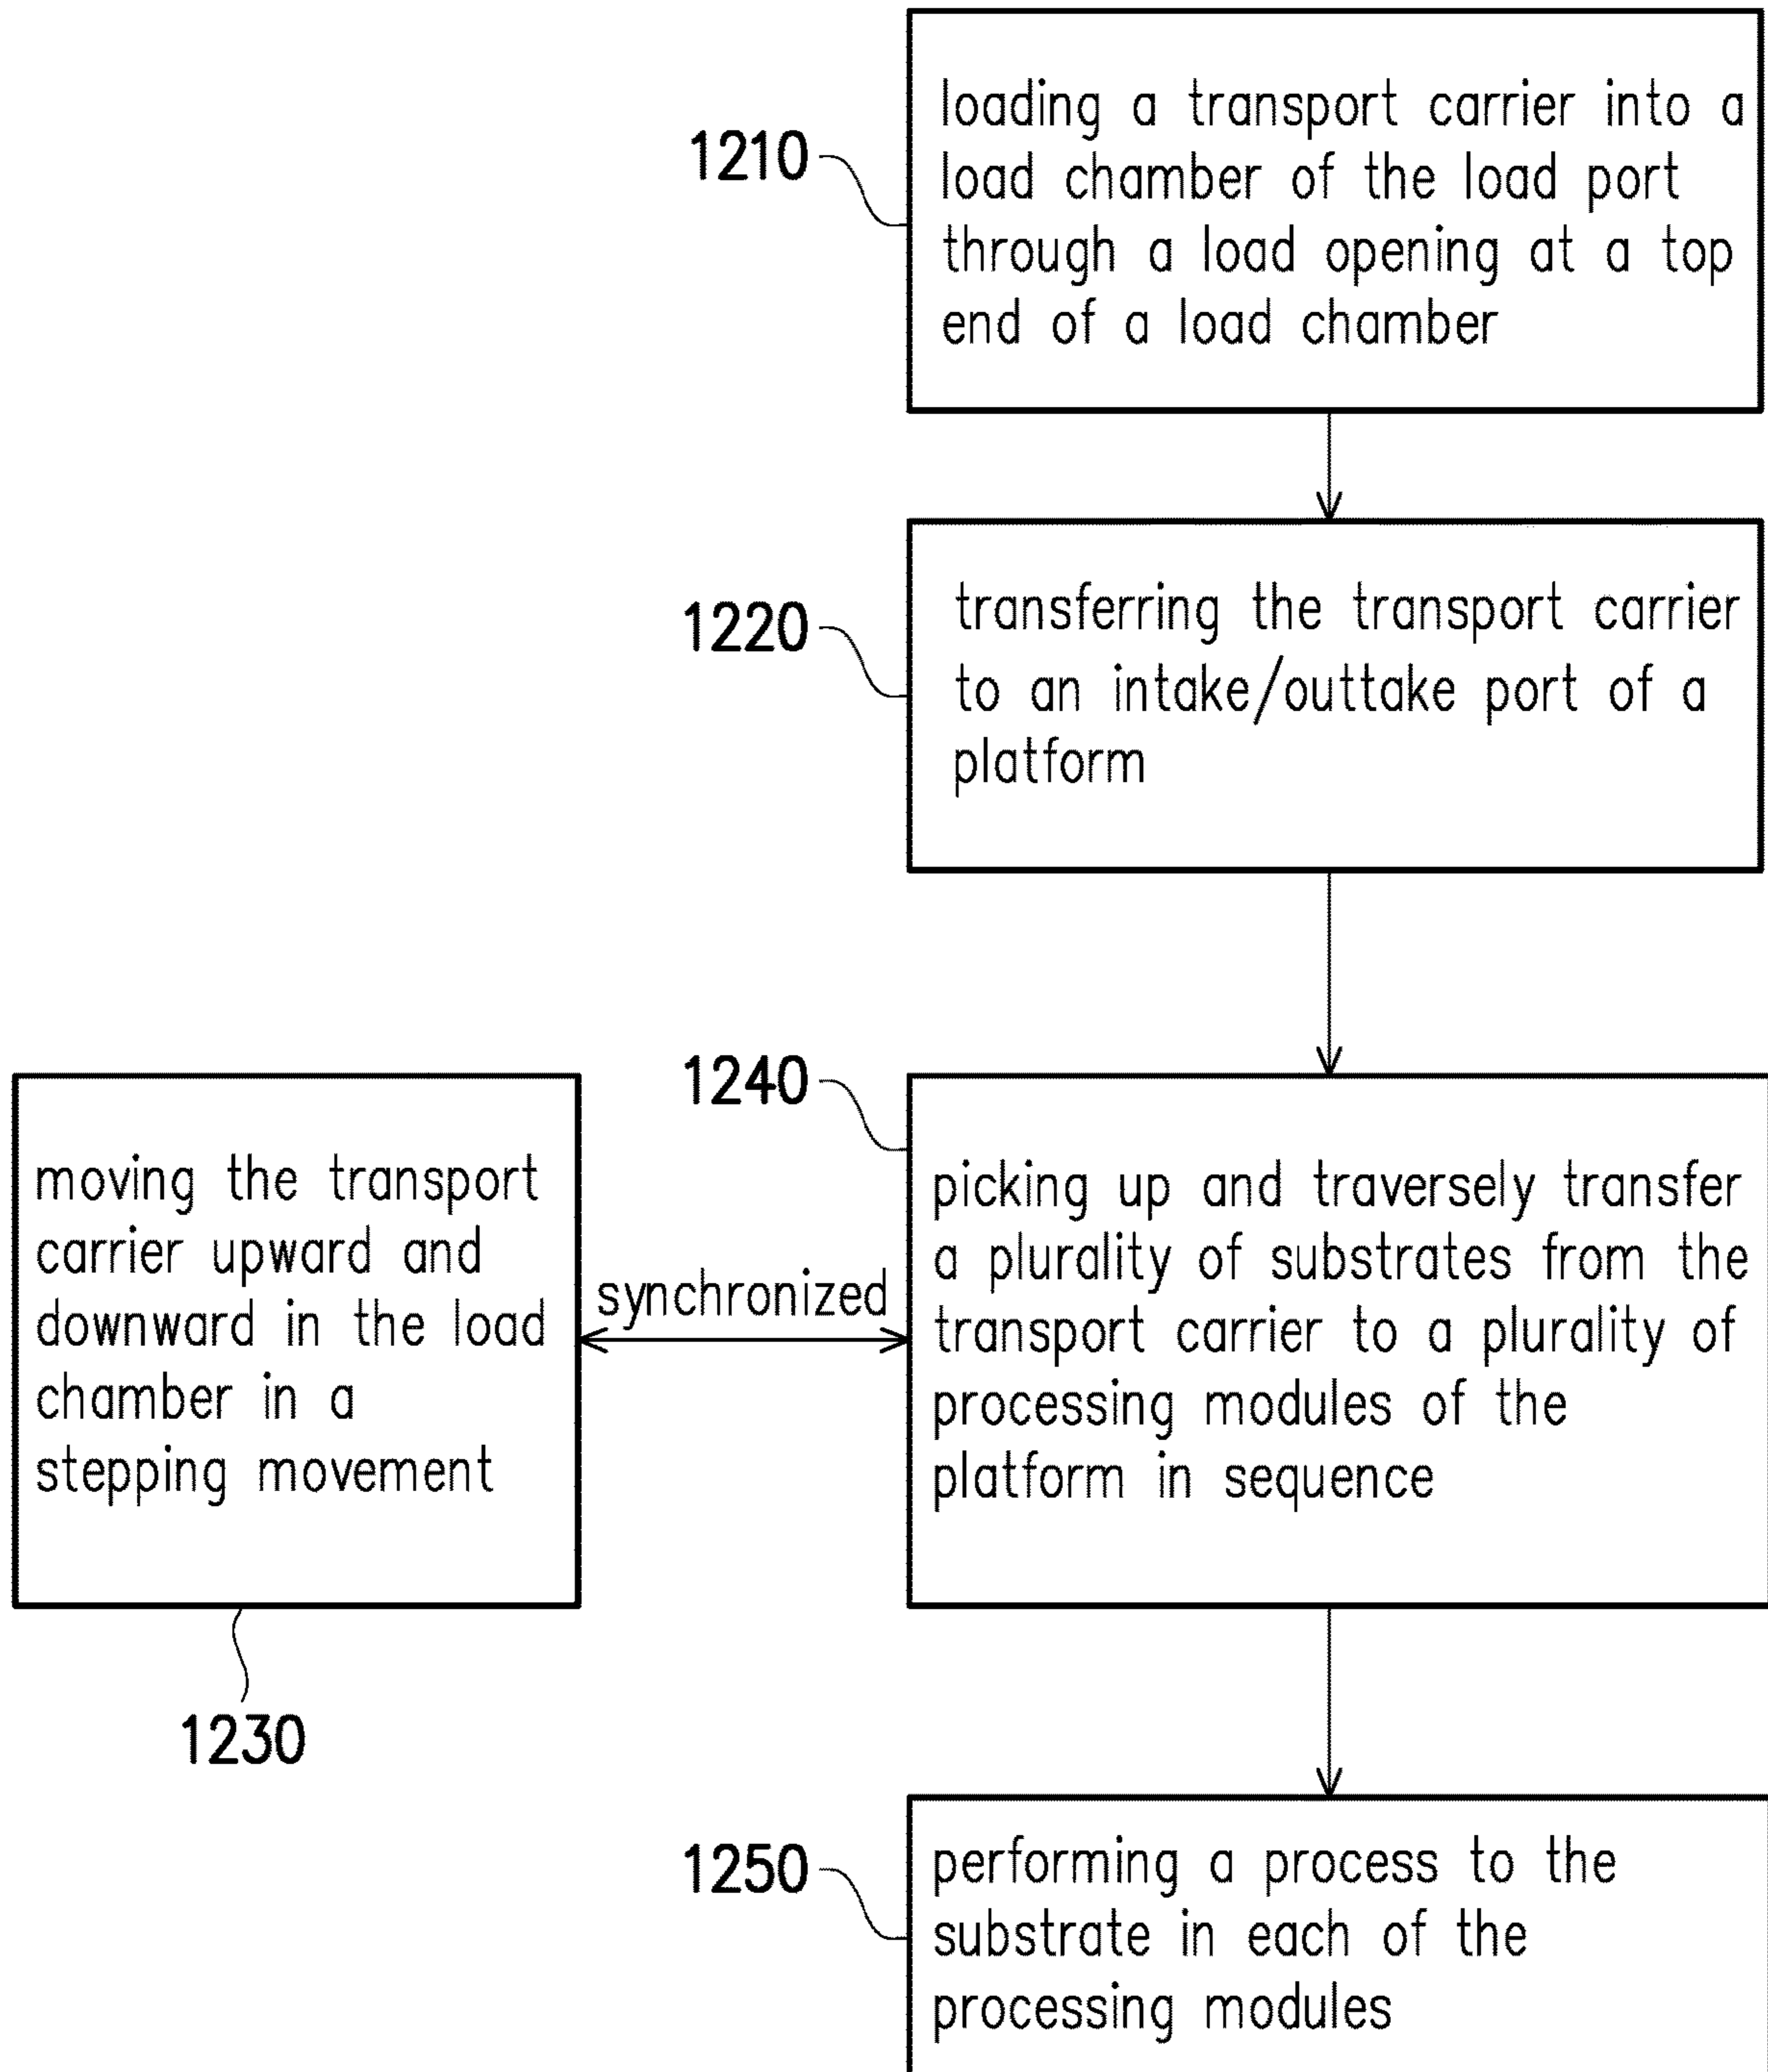 1210
loading a transport carrier into a
load chamber of the load port
through a load opening at a top
end of a load chamber
1220
transferring the transport carrier
to an intake/outtake port of a
platform
1240
picking up and traversely transfer
a plurality of substrates from the
transport carrier to a plurality of
processing modules of the
platform in sequence
synchronized
moving the transport
carrier upward and
downward in the load
chamber in a
stepping movement
1230
1250
performing a process to the
substrate in each of the
processing modules